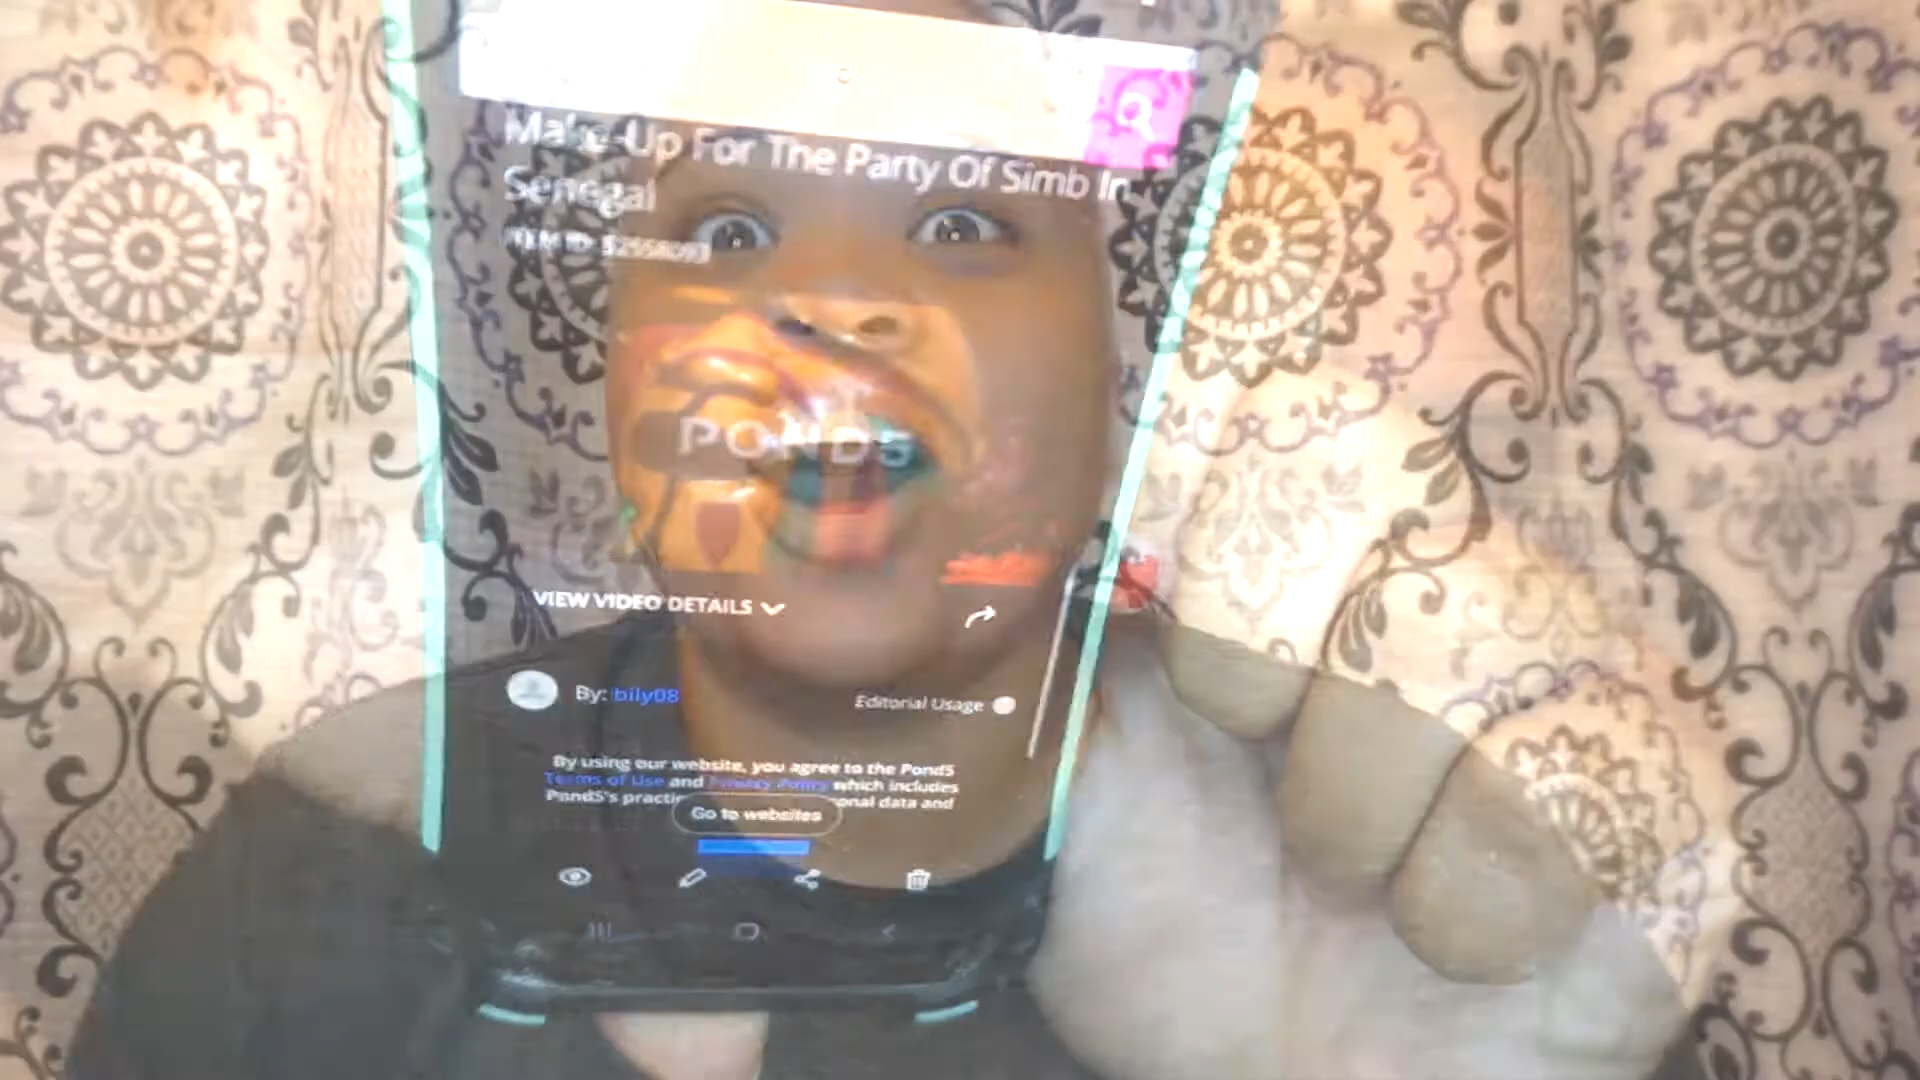 Make-Up For The Party Of Simb In
Senegal
PONDS
VIEW VIDEO DETAILS
By: bily08
Editorial Usage
By using our website, you agree to the Pond5
Terms of Use and Privacy Policy which includes
Pond5's
onal data and
Go to websites